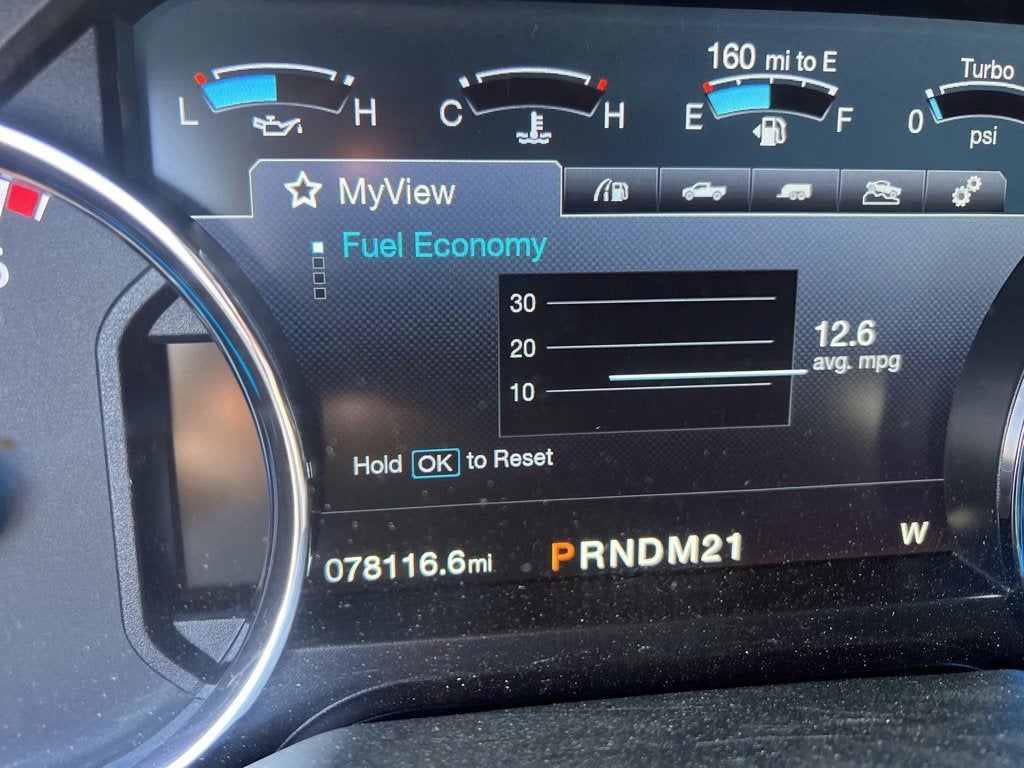 160 mi to E
Turbo
L H
C H
E F
0
psi
MyView
Fuel Economy
30
20
10
12.6
avg. mpg
Hold OK to Reset
078116.6mi
PRNDM21
W